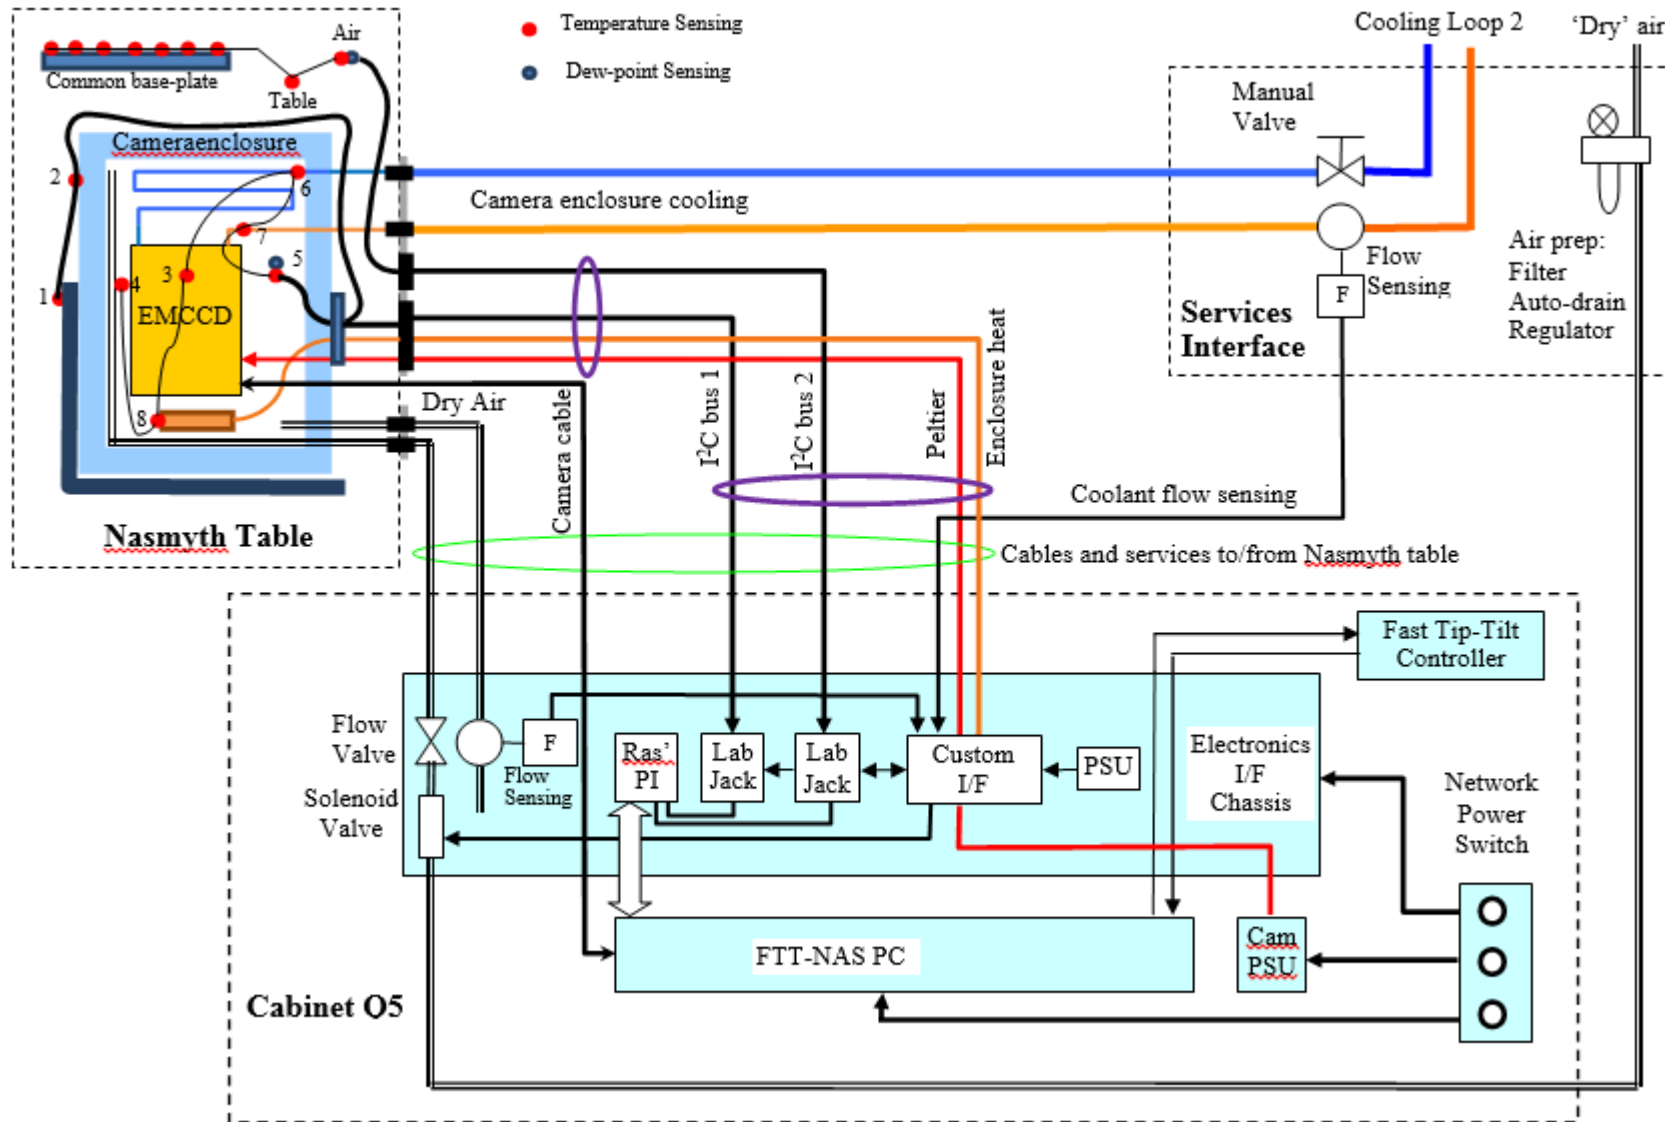 Temperature Sensing
Dew-point Sensing
Air
Common base-plate
Table
Cameraenclosure
2
6
7
5
3
4
1
EMCCD
8
Nasmyth Table
Cooling Loop 2
‘Dry’ air
Manual
Valve
Camera enclosure cooling
Flow
Sensing
F
Services
Interface
Air prep:
Filter
Auto-drain
Regulator
Dry Air
Camera cable
I²C bus 1
I²C bus 2
Peltier
Enclosure heat
Coolant flow sensing
Cables and services to/from Nasmyth table
Fast Tip-Tilt
Controller
Flow
Valve
F
Flow
Sensing
Solenoid
Valve
Ras’
PI
Lab
Jack
Lab
Jack
Custom
I/F
PSU
Electronics
I/F
Chassis
Network
Power
Switch
FTT-NAS PC
Cam
PSU
Cabinet O5